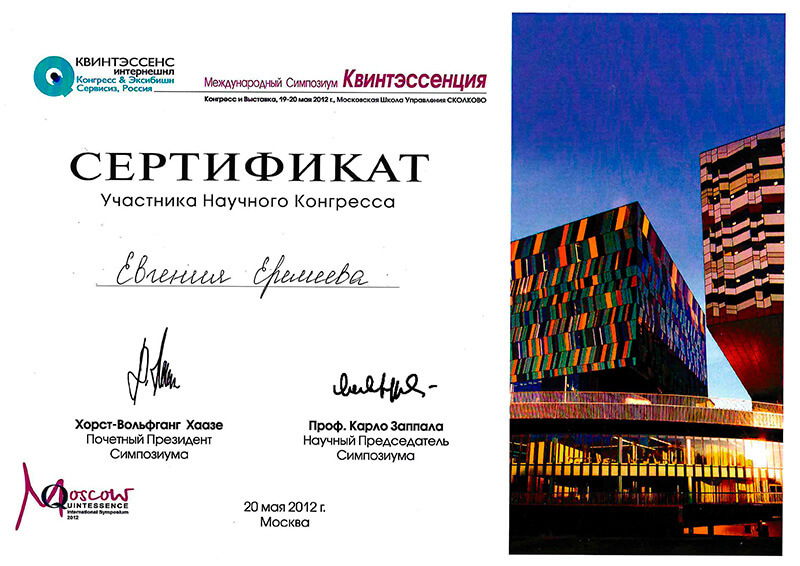 КВИНТЭССЕНС
интернешнл
Конгресс & Эксибишн
Сервисиз, Россия
Международный Симпозиум Квинтэссенция
Конгресс и Выставка, 19-20 мая 2012 г., Московская Школа Управления СКОЛКОВО
СЕРТИФИКАТ
Участника Научного Конгресса
Евгения Еремеева
Хорст-Вольфганг Хаазе
Почетный Президент
Симпозиума
Проф. Карло Заппала
Научный Председатель
Симпозиума
Moscow
QUINTESSENCE
International Symposium
2012
20 мая 2012 г.
Москва